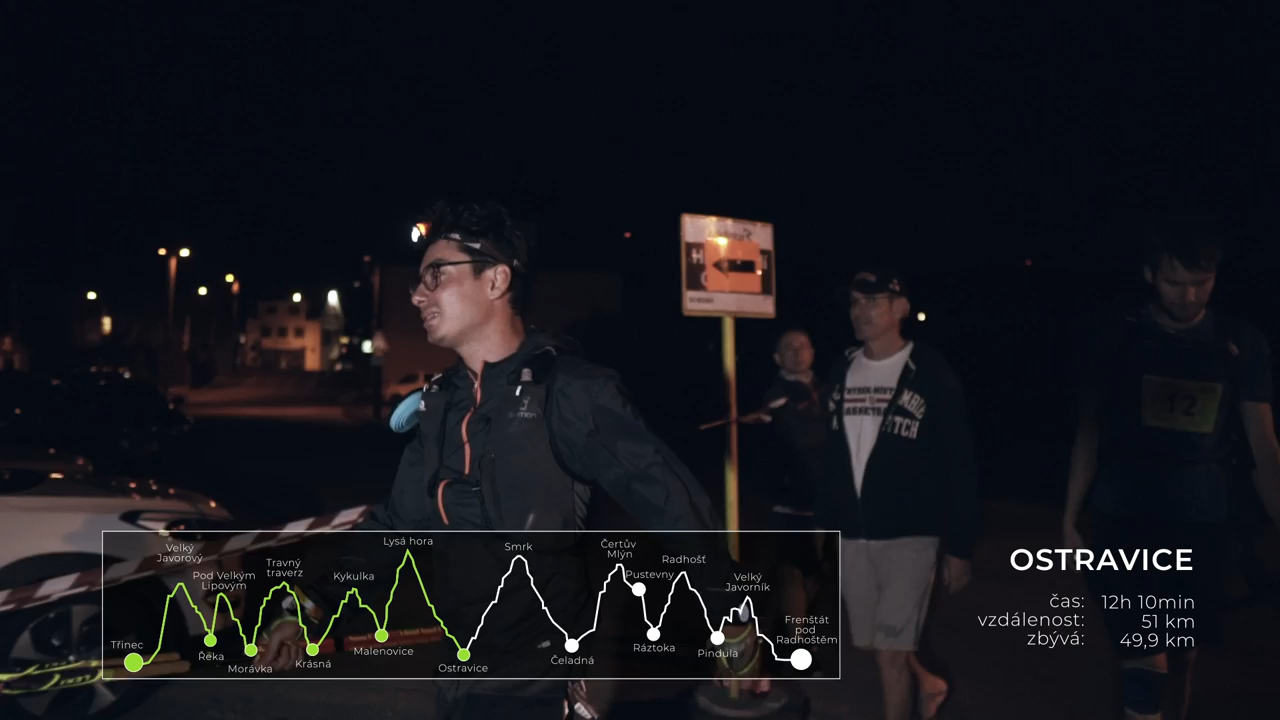 Velký
Javorový
Pod Velkým
Lipovým
Travný
traverz
Kykulka
Lysá hora
Smrk
Čertův
Mlýn
Pustevny
Radhošť
Velký
Javorník
Frenštát
pod
Radhoštěm
Třinec
Řeka
Morávka
Krásná
Malenovice
Ostravice
Čeladná
Ráztoka
Pindula
OSTRAVICE
čas: 12h 10min
vzdálenost: 51 km
zbývá: 49,9 km
12